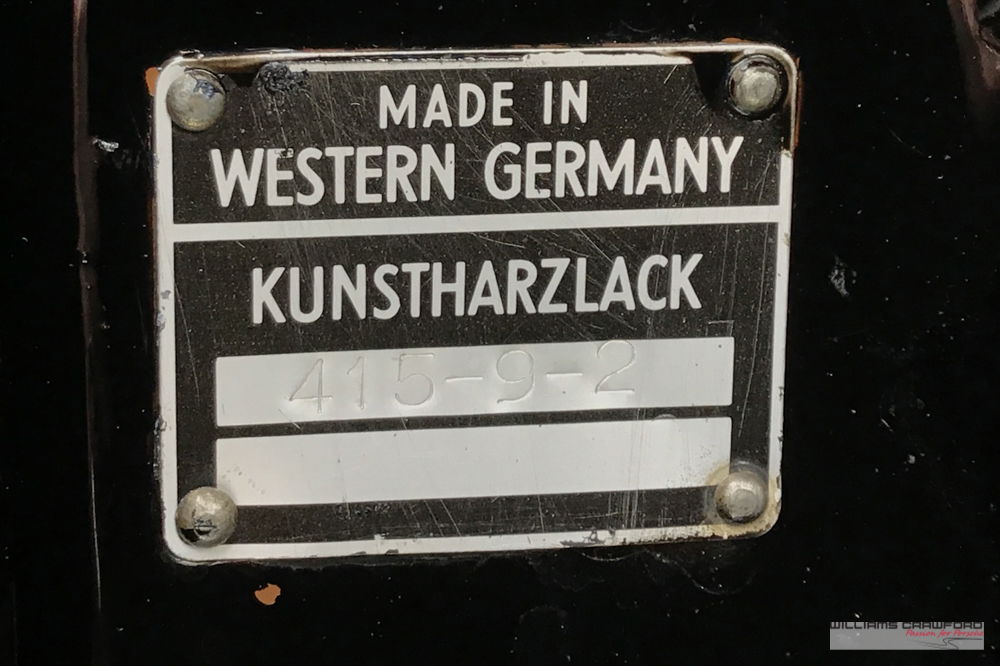 MADE IN
WESTERN GERMANY
KUNSTHARZLACK
415-9-2
WILLIAMS CRAWFORD
Passion for Porsche